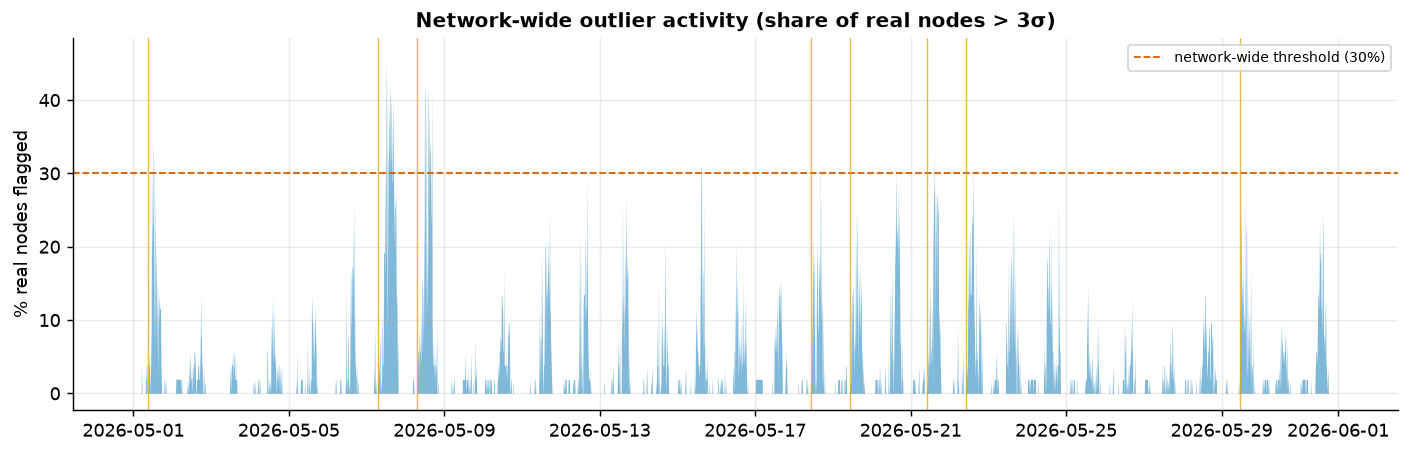 Network-wide outlier activity (share of real nodes > 3σ)
network-wide threshold (30%)
% real nodes flagged
40
30
20
10
0
2026-05-01 2026-05-05 2026-05-09 2026-05-13 2026-05-17 2026-05-21 2026-05-25 2026-05-29 2026-06-01